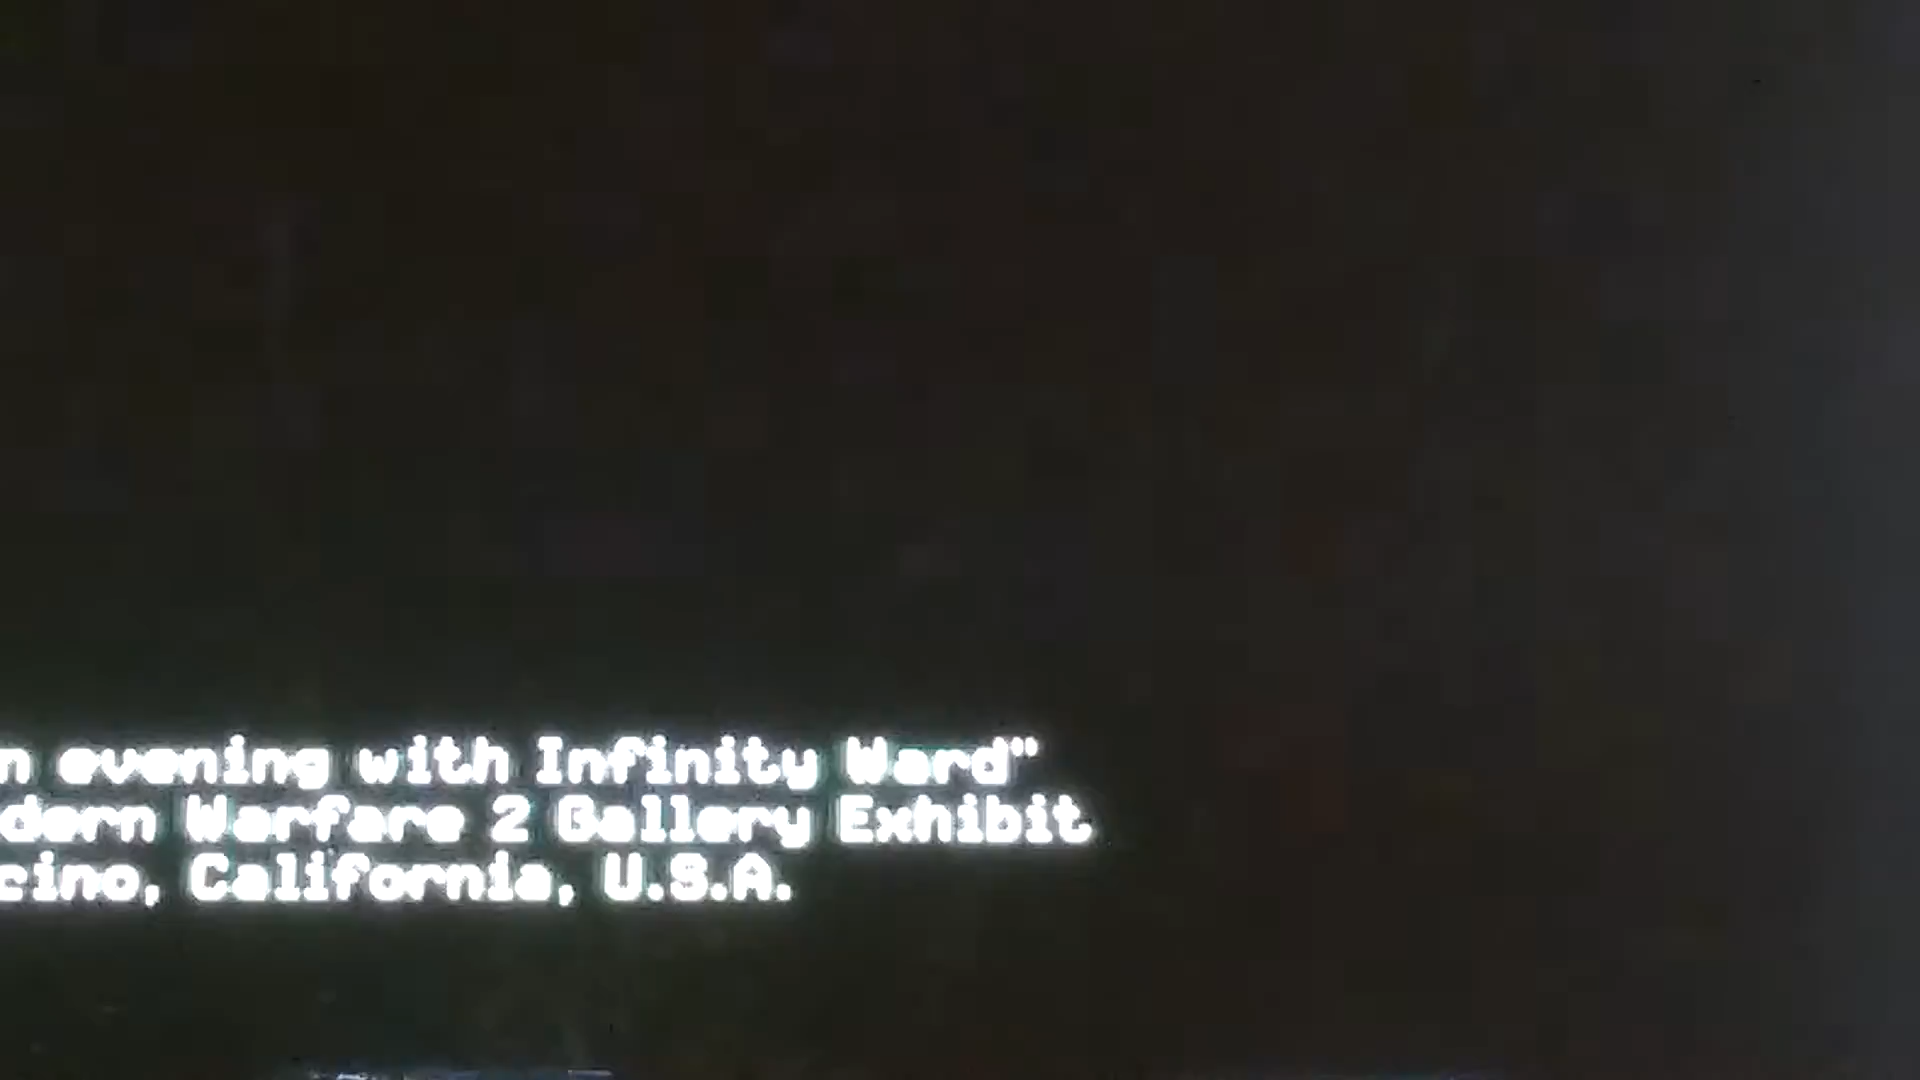 n evening with Infinity Ward"
dern Warfare 2 Gallery Exhibit
cino, California, U.S.A.